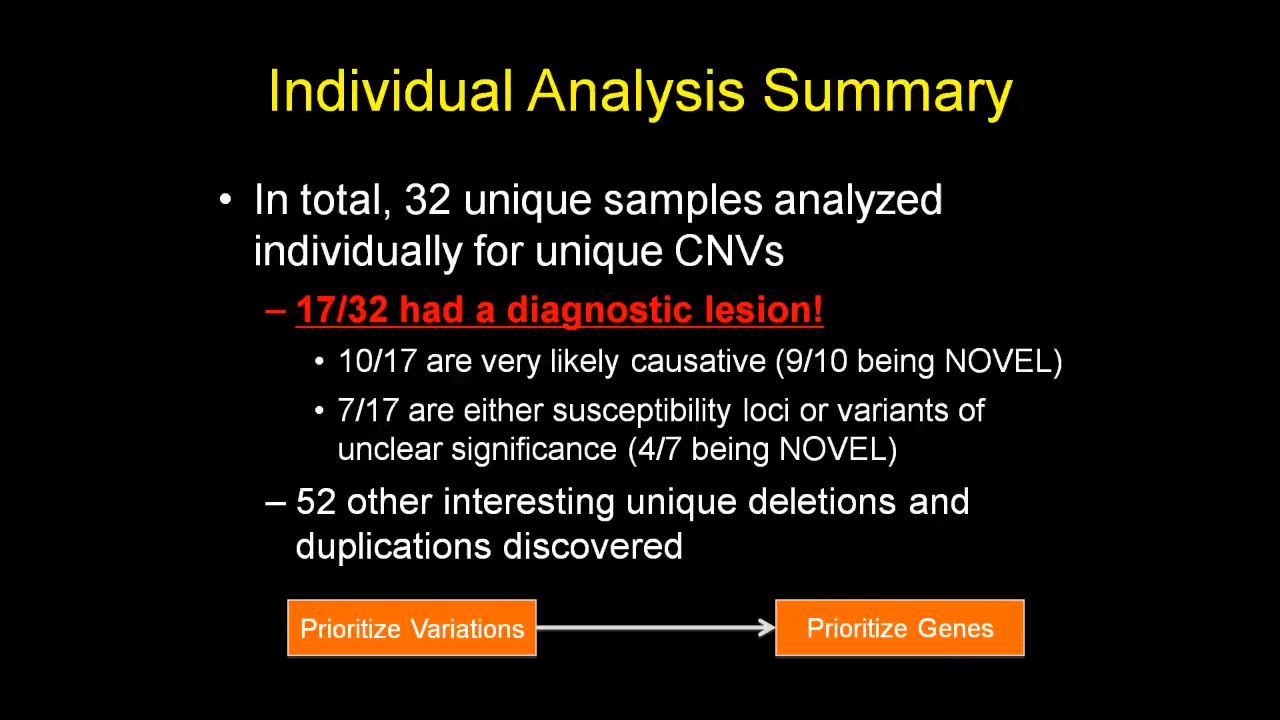 Individual Analysis Summary
• In total, 32 unique samples analyzed
individually for unique CNVs
– 17/32 had a diagnostic lesion!
• 10/17 are very likely causative (9/10 being NOVEL)
• 7/17 are either susceptibility loci or variants of
unclear significance (4/7 being NOVEL)
– 52 other interesting unique deletions and
duplications discovered
Prioritize Variations
Prioritize Genes